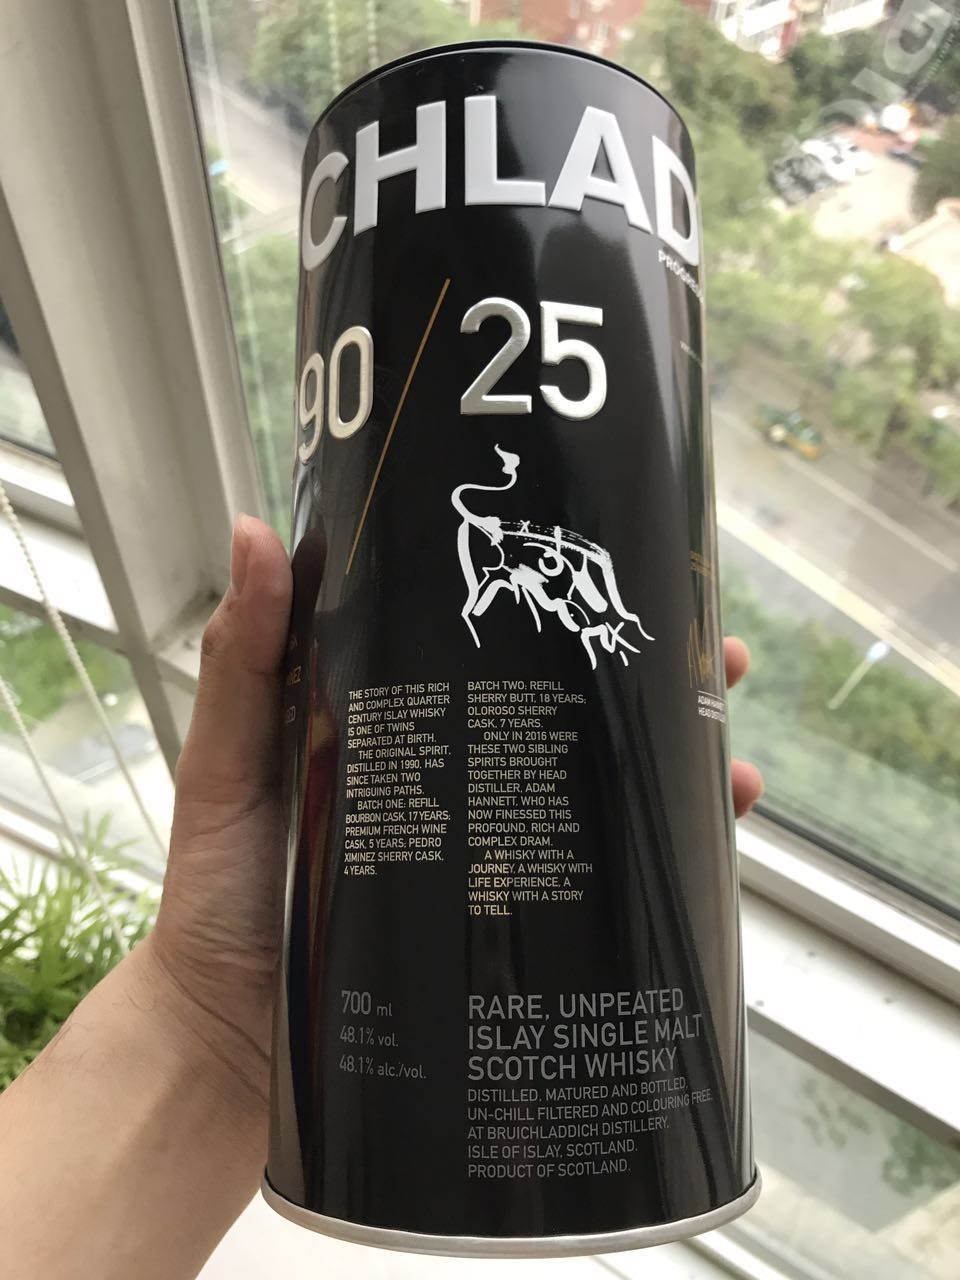 CHLAD
PROGRES
90 / 25
THE STORY OF THIS RICH
AND COMPLEX QUARTER
CENTURY ISLAY WHISKY
IS ONE OF TWINS
SEPARATED AT BIRTH.
THE ORIGINAL SPIRIT,
DISTILLED IN 1990, HAS
SINCE TAKEN TWO
INTRIGUING PATHS.
BATCH ONE: REFILL
BOURBON CASK, 17 YEARS;
PREMIUM FRENCH WINE
CASK, 5 YEARS; PEDRO
XIMINEZ SHERRY CASK,
4 YEARS.
BATCH TWO: REFILL
SHERRY BUTT, 18 YEARS;
OLOROSO SHERRY
CASK, 7 YEARS.
ONLY IN 2016 WERE
THESE TWO SIBLING
SPIRITS BROUGHT
TOGETHER BY HEAD
DISTILLER, ADAM
HANNETT, WHO HAS
NOW FINESSED THIS
PROFOUND, RICH AND
COMPLEX DRAM.
A WHISKY WITH A
JOURNEY, A WHISKY WITH
LIFE EXPERIENCE, A
WHISKY WITH A STORY
TO TELL.
ADAM HANNET
HEAD DISTIL
700 ml
48.1% vol.
48.1% alc./vol.
RARE, UNPEATED
ISLAY SINGLE MALT
SCOTCH WHISKY
DISTILLED, MATURED AND BOTTLED,
UN-CHILL FILTERED AND COLOURING FREE,
AT BRUICHLADDICH DISTILLERY,
ISLE OF ISLAY, SCOTLAND.
PRODUCT OF SCOTLAND.